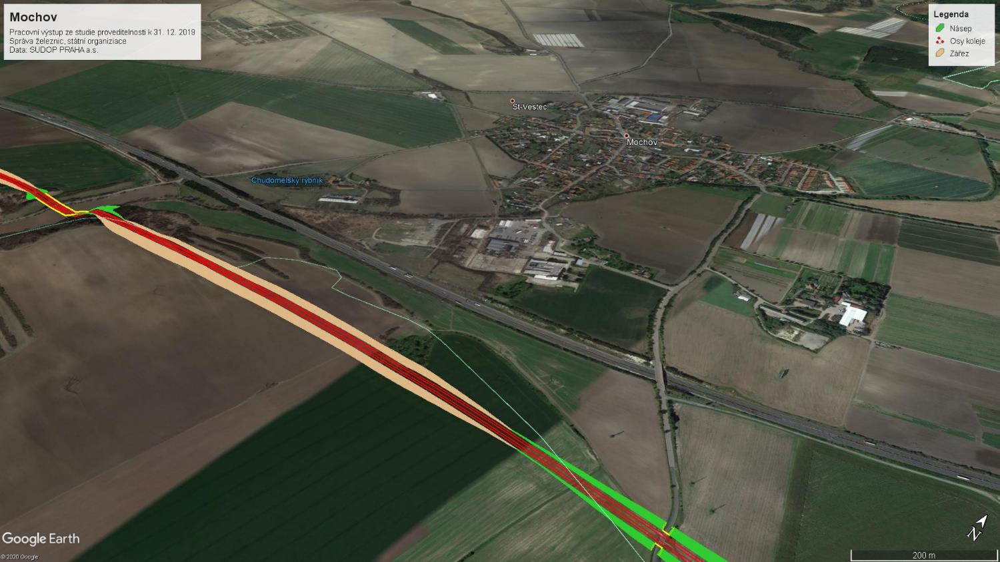 Mochov
Pracovní výstup ze studie proveditelnosti k 31. 12. 2019
Správa železnic, státní organiziace
Data: SUDOP PRAHA a.s.
Legenda
Násep
Osy koleje
Zářez
St-Vestec
Mochov
Chudomelský rybník
Google Earth
© 2020 Google
N
200 m